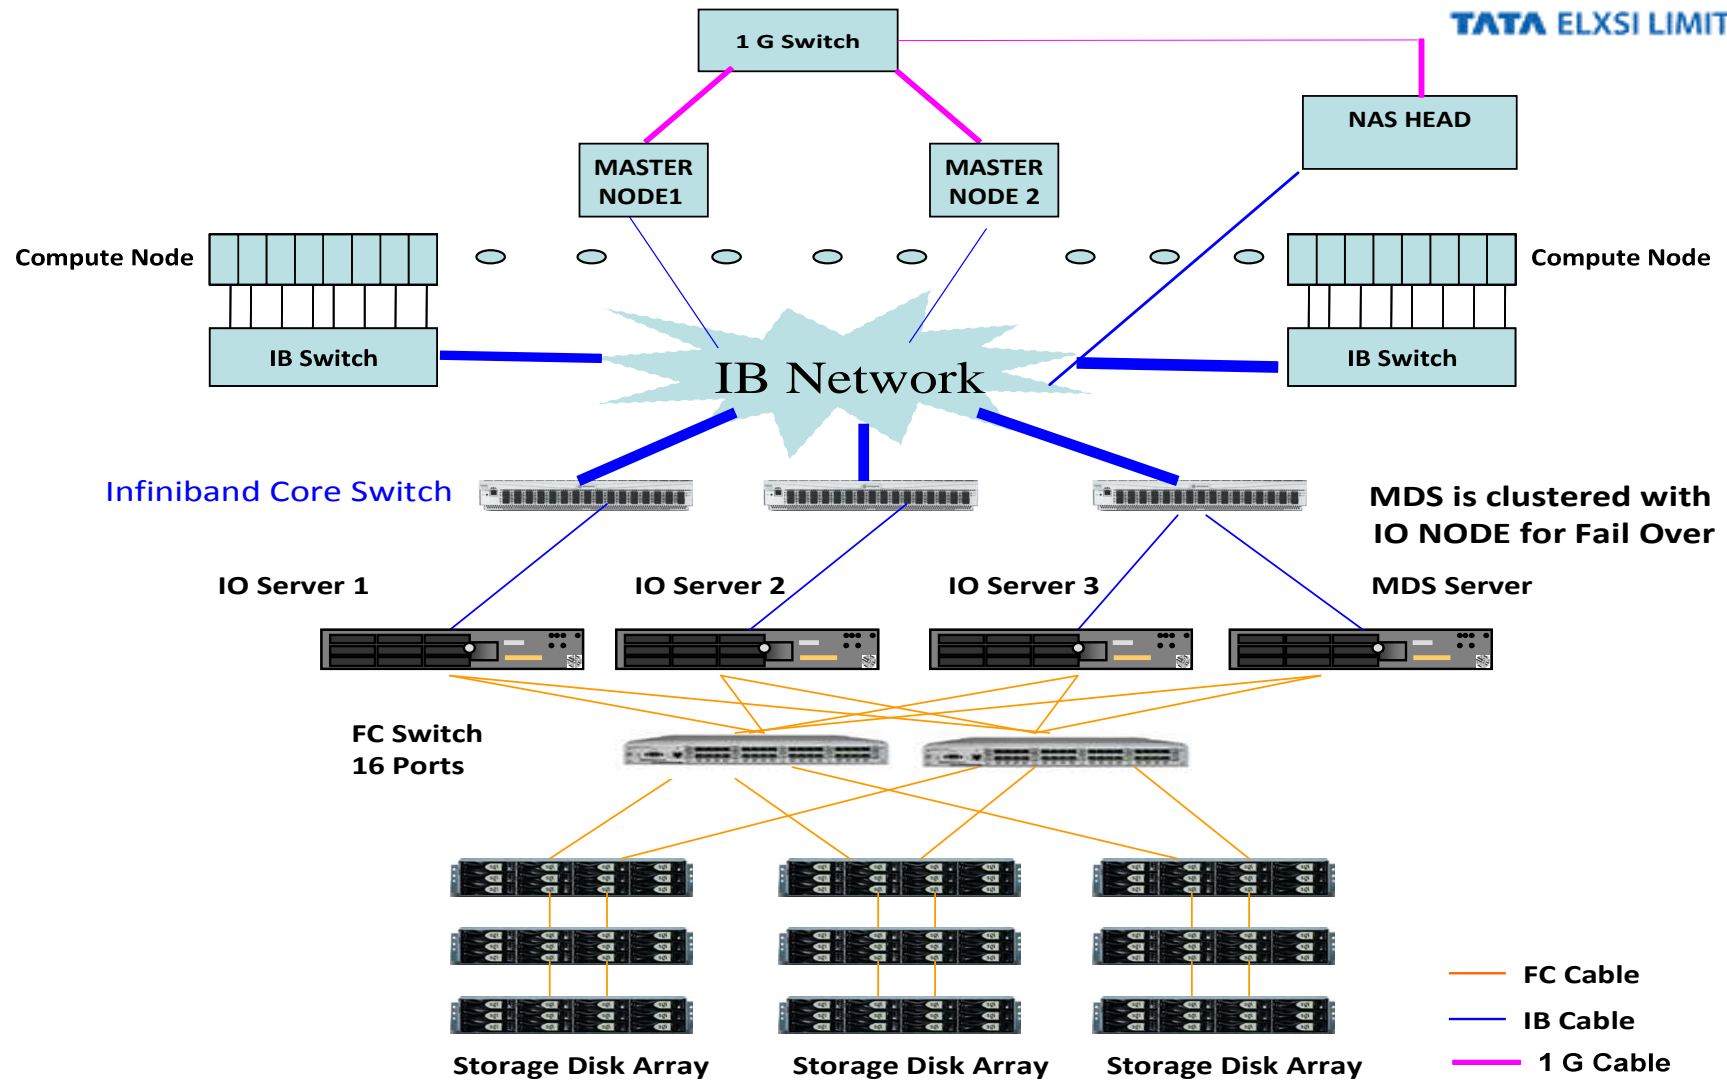 TATA ELXSI LIMIT
1 G Switch
NAS HEAD
MASTER
NODE1
MASTER
NODE 2
Compute Node
Compute Node
IB Switch
IB Switch
IB Network
Infiniband Core Switch
MDS is clustered with
IO NODE for Fail Over
IO Server 1
IO Server 2
IO Server 3
MDS Server
FC Switch
16 Ports
Storage Disk Array
Storage Disk Array
Storage Disk Array
FC Cable
IB Cable
1 G Cable